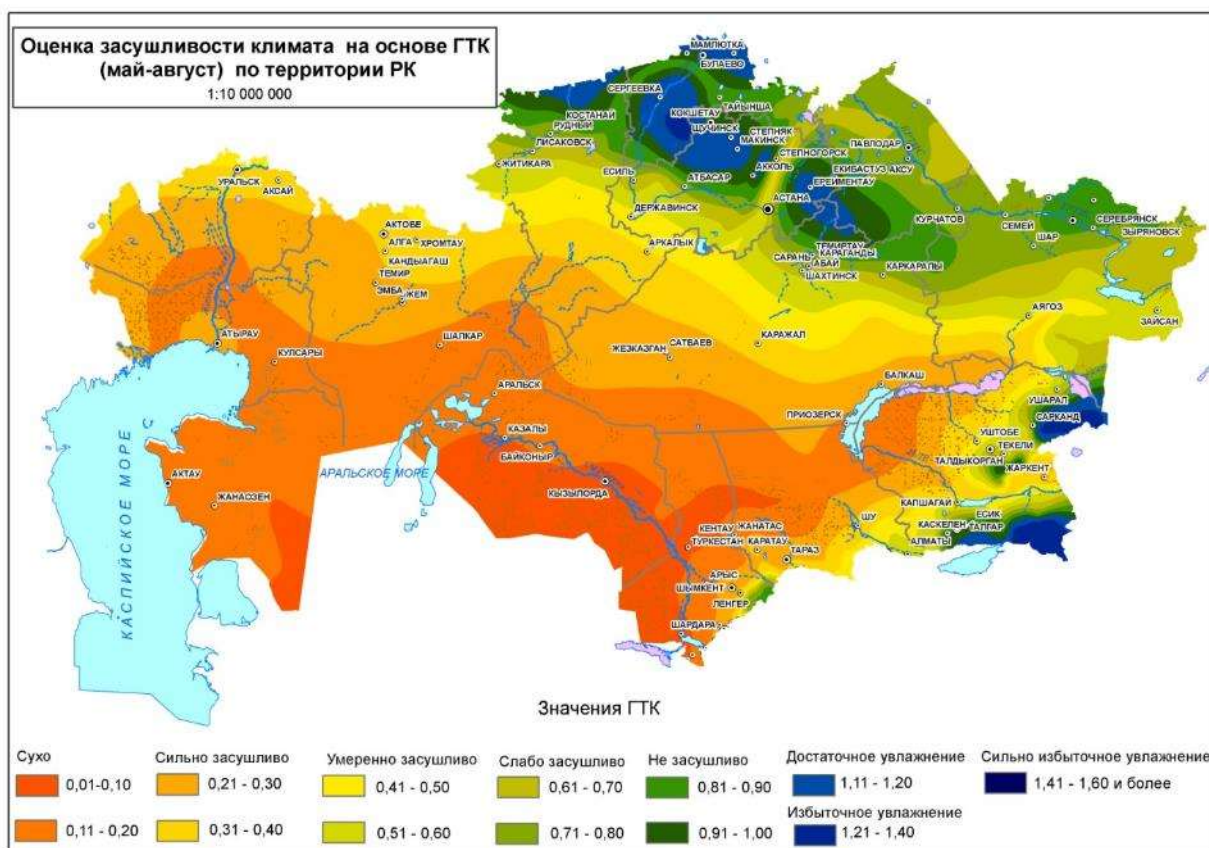 Оценка засушливости климата на основе ГТК
(май-август) по территории РК
1:10 000 000
МАМЛЮТКА
БУЛАЕВО
СЕРГЕЕВКА
ТАЙЫНША
КОКШЕТАУ
КОСТАНАЙ
РУДНЫЙ
ЩУЧИНСК
СТЕПНЯК
МАКИНСК
ЛИСАКОВСК
СТЕПНОГОРСК
ПАВЛОДАР
ЖИТИКАРА
ЕСИЛЬ
АТБАСАР
АККОЛЬ
ЕКИБАСТУЗ
АКСУ
ЕРЕЙМЕНТАУ
УРАЛЬСК
АКСАЙ
АСТАНА
ДЕРЖАВИНСК
КУРЧАТОВ
СЕМЕЙ
СЕРЕБРЯНСК
ЗЫРЯНОВСК
ШАР
АКТОБЕ
АЛГА
ХРОМТАУ
КАНДЫАГАШ
АРКАЛЫК
ТЕМИРТАУ
КАРАГАНДЫ
САРАНЬ
АБАЙ
ШАХТИНСК
КАРКАРАЛЫ
ТЕМИР
ЭМБА
ЖЕМ
АЯГОЗ
ЗАЙСАН
АТЫРАУ
КУЛСАРЫ
ШАЛКАР
ЖЕЗКАЗГАН
САТБАЕВ
КАРАЖАЛ
БАЛКАШ
АРАЛЬСК
ПРИОЗЕРСК
УШАРАЛ
САРКАНД
УШТОБЕ
ТЕКЕЛИ
ТАЛДЫКОРГАН
ЖАРКЕНТ
КАЗАЛЫ
БАЙКОНЫР
АРАЛЬСКОЕ МОРЕ
КАСПИЙСКОЕ МОРЕ
АКТАУ
ЖАНАОЗЕН
КЫЗЫЛОРДА
КАПШАГАЙ
ЕСИК
КАСКЕЛЕН
ТАЛГАР
АЛМАТЫ
ШУ
КЕНТАУ
ЖАНАТАС
ТУРКЕСТАН
КАРАТАУ
ТАРАЗ
АРЫС
ШЫМКЕНТ
ЛЕНГЕР
ШАРДАРА
Значения ГТК
Сухо
0,01-0,10
0,11 - 0,20
Сильно засушливо
0,21 - 0,30
0,31 - 0,40
Умеренно засушливо
0,41 - 0,50
0,51 - 0,60
Слабо засушливо
0,61 - 0,70
0,71 - 0,80
Не засушливо
0,81 - 0,90
0,91 - 1,00
Достаточное увлажнение
1,11 - 1,20
Избыточное увлажнение
1,21 - 1,40
Сильно избыточное увлажнение
1,41 - 1,60 и более